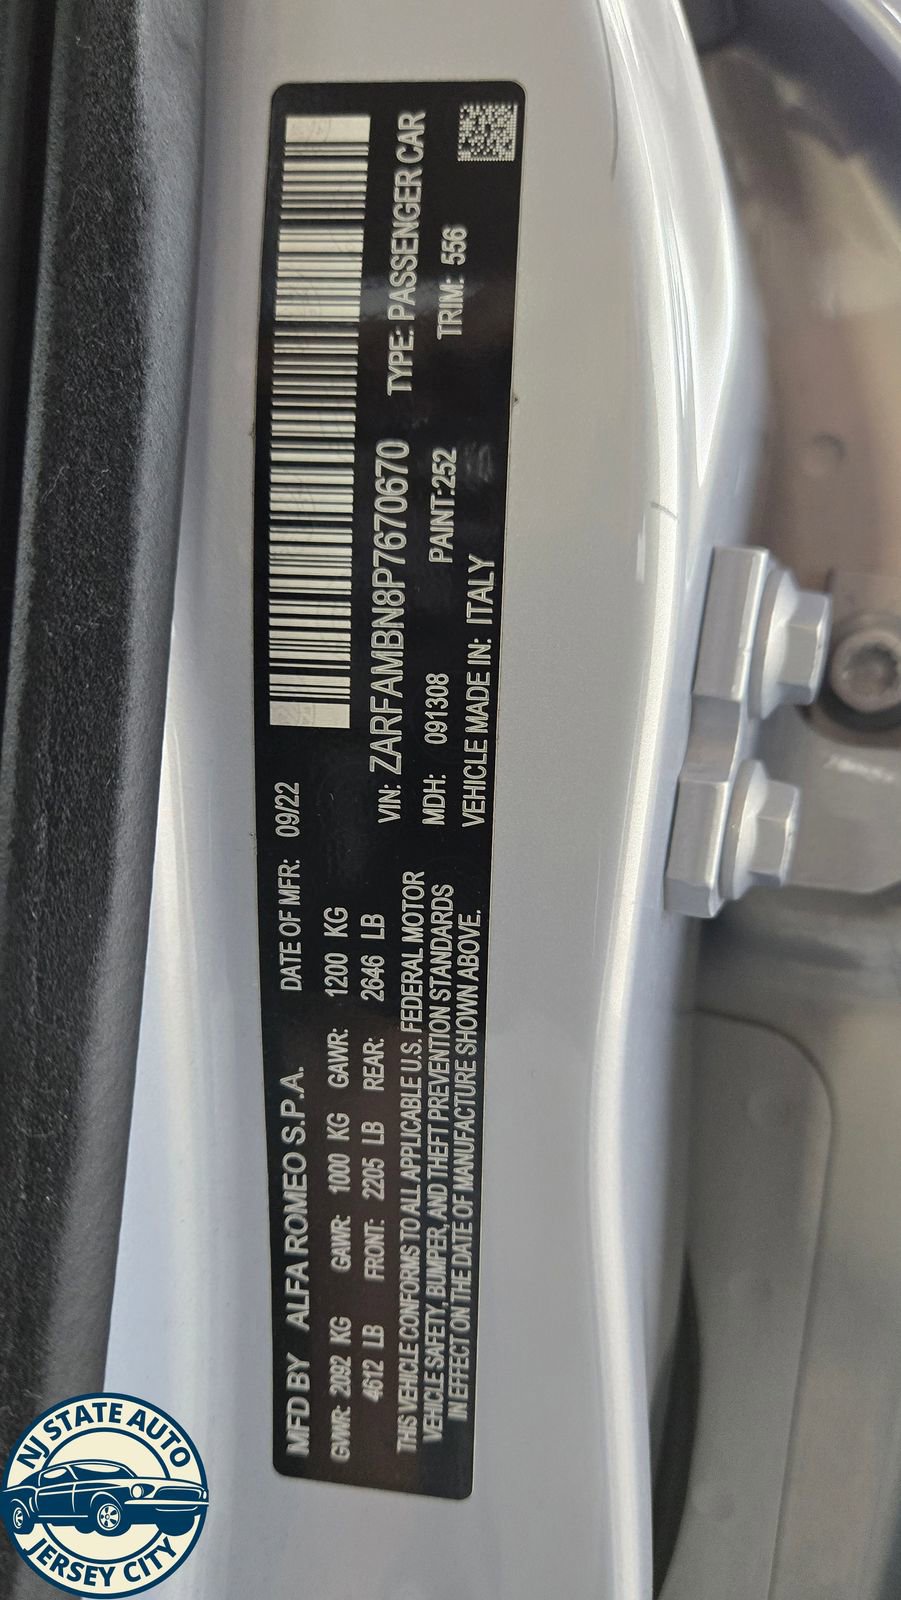 MFD BY ALFA ROMEO S.P.A. DATE OF MFR: 09/22
GVWR: 2092 KG GAWR: 1000 KG GAWR: 1200 KG
4612 LB FRONT: 2205 LB REAR: 2646 LB
THIS VEHICLE CONFORMS TO ALL APPLICABLE U.S. FEDERAL MOTOR
VEHICLE SAFETY, BUMPER, AND THEFT PREVENTION STANDARDS
IN EFFECT ON THE DATE OF MANUFACTURE SHOWN ABOVE.
VIN: ZARFAMBN8P7670670 TYPE: PASSENGER CAR
MDH: 091308 PAINT:252 TRIM: 556
VEHICLE MADE IN: ITALY
NJ STATE AUTO
JERSEY CITY